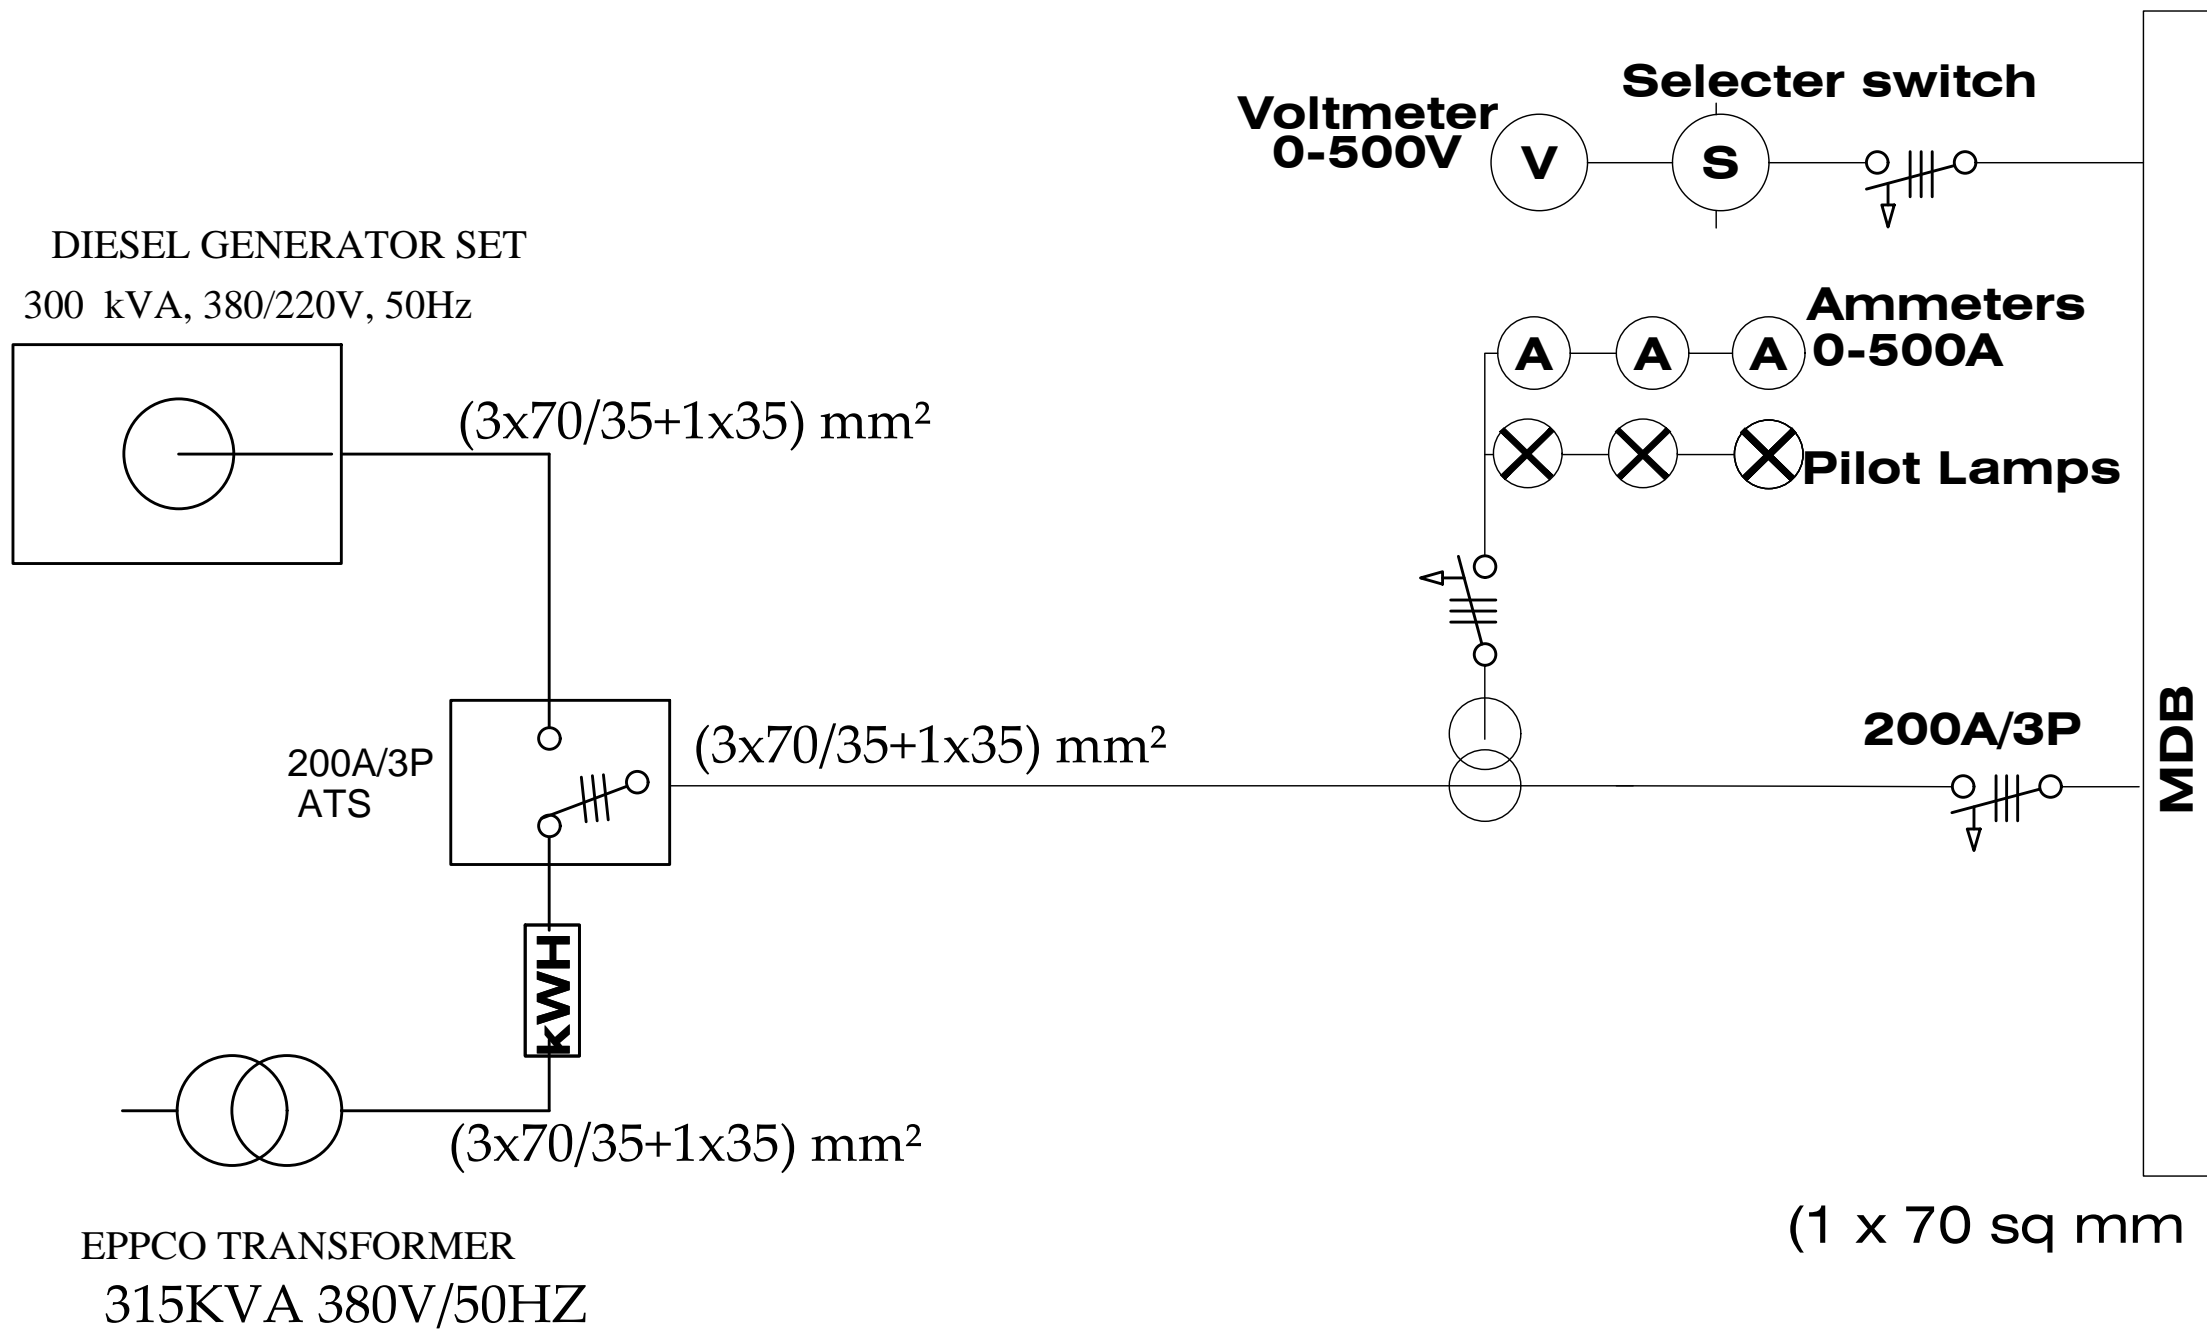 Selecter switch
Voltmeter
0-500V
V
S
DIESEL GENERATOR SET
300 kVA, 380/220V, 50Hz
Ammeters
0-500A
A
A
A
(3x70/35+1x35) mm²
Pilot Lamps
200A/3P
ATS
(3x70/35+1x35) mm²
200A/3P
MDB
kWH
(3x70/35+1x35) mm²
EPPCO TRANSFORMER
315KVA 380V/50HZ
(1 x 70 sq mm